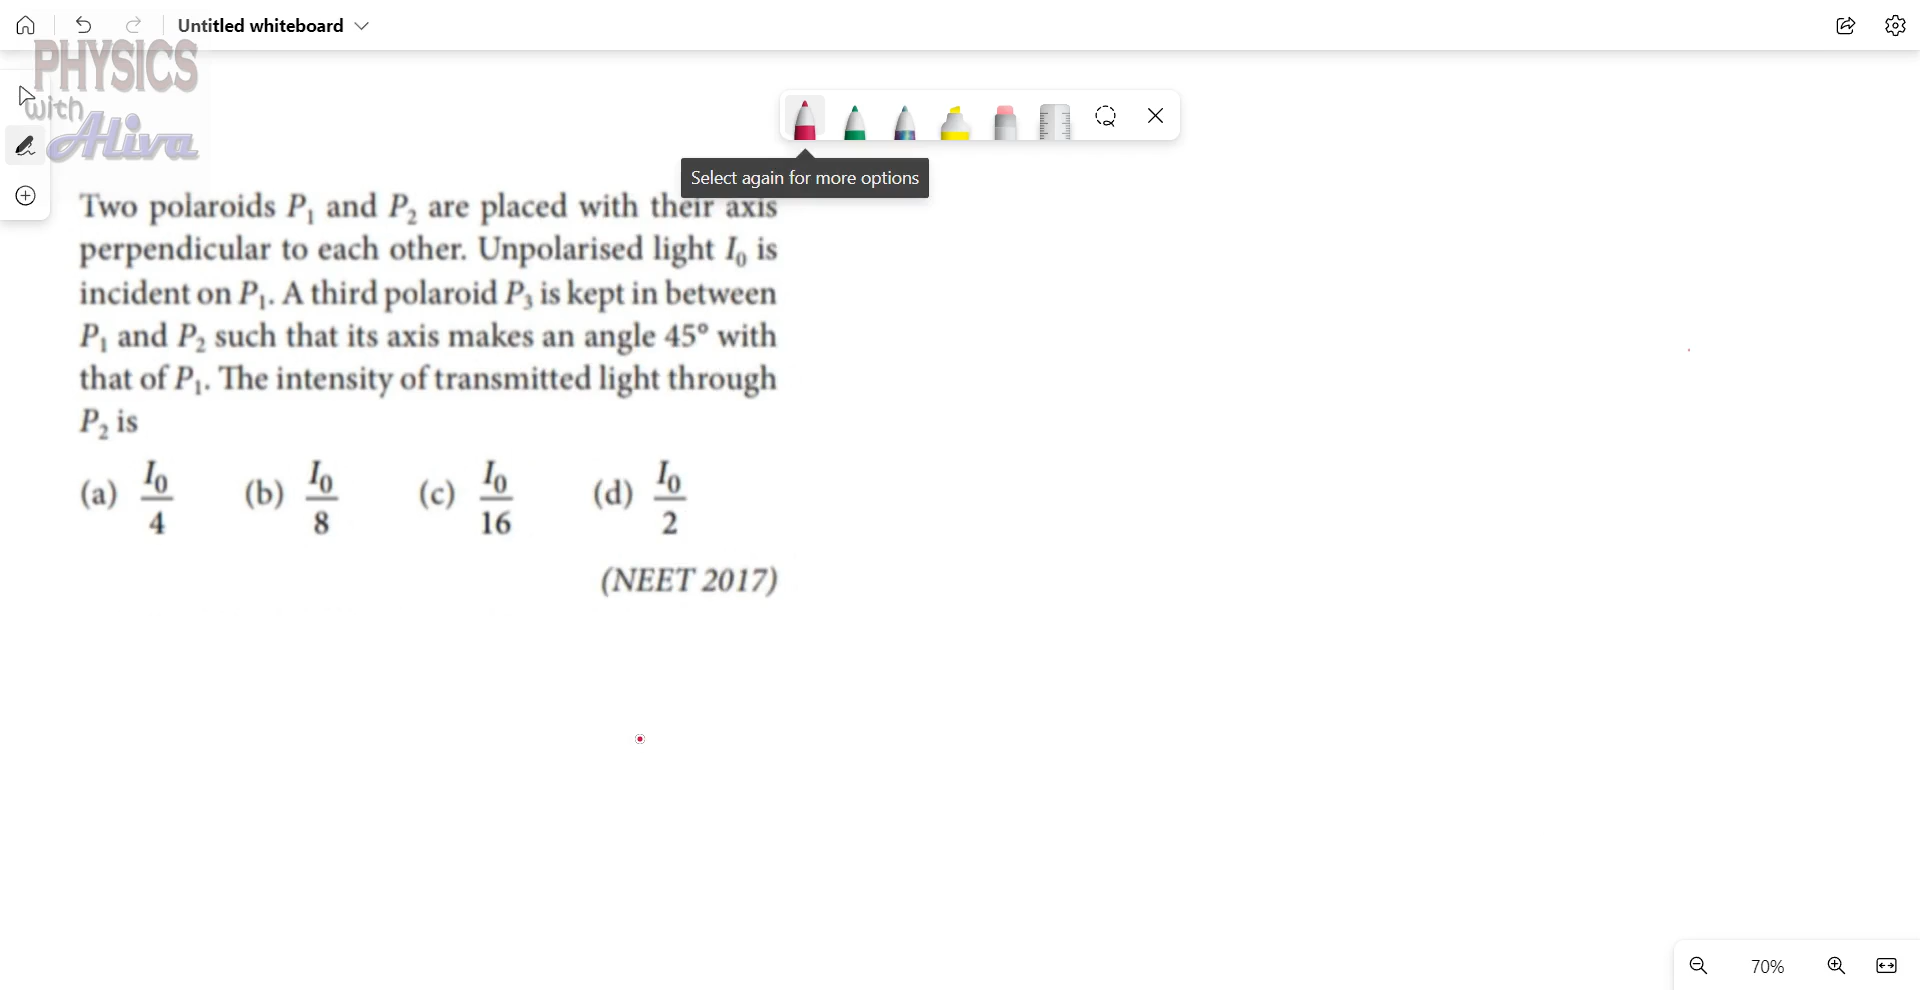 Untitled whiteboard
PHYSICS
with
Aliva
Select again for more options
Two polaroids P₁ and P₂ are placed with their axis
perpendicular to each other. Unpolarised light I₀ is
incident on P₁. A third polaroid P₃ is kept in between
P₁ and P₂ such that its axis makes an angle 45° with
that of P₁. The intensity of transmitted light through
P₂ is
(a) I₀/4 (b) I₀/8 (c) I₀/16 (d) I₀/2
(NEET 2017)
70%